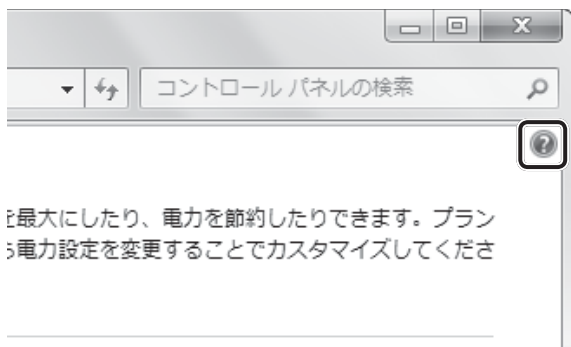 コントロール パネルの検索
を最大にしたり、電力を節約したりできます。プラン
電力設定を変更することでカスタマイズしてくださ